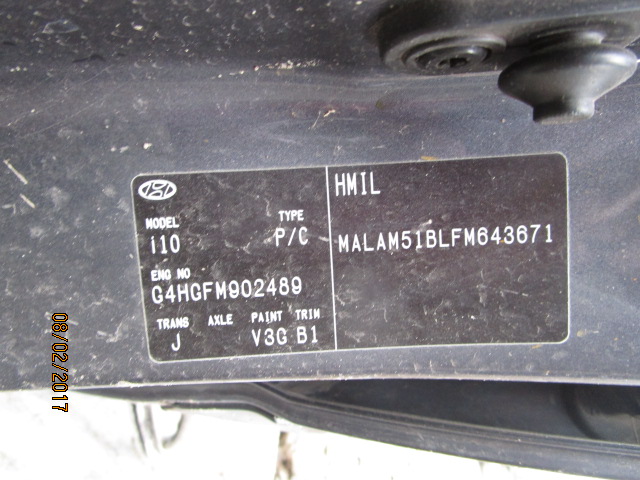 HMIL
MODEL TYPE
i10 P/C
MALAM51BLFM643671
ENG NO
G4HGFM902489
TRANS AXLE PAINT TRIM
J V3G B1
08/02/2017